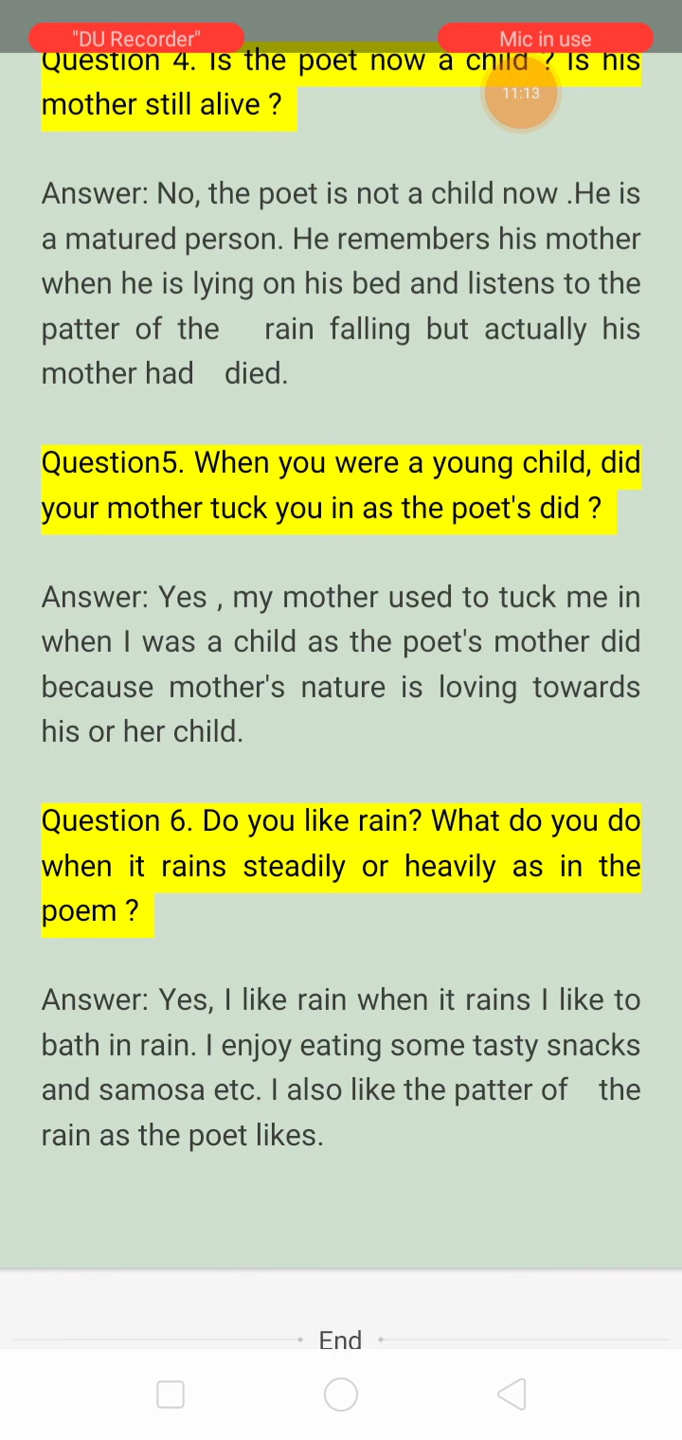 "DU Recorder" Mic in use
Question 4. Is the poet now a child ? Is his
11:13
mother still alive ?
Answer: No, the poet is not a child now .He is
a matured person. He remembers his mother
when he is lying on his bed and listens to the
patter of the rain falling but actually his
mother had died.
Question5. When you were a young child, did
your mother tuck you in as the poet's did ?
Answer: Yes , my mother used to tuck me in
when I was a child as the poet's mother did
because mother's nature is loving towards
his or her child.
Question 6. Do you like rain? What do you do
when it rains steadily or heavily as in the
poem ?
Answer: Yes, I like rain when it rains I like to
bath in rain. I enjoy eating some tasty snacks
and samosa etc. I also like the patter of the
rain as the poet likes.
End